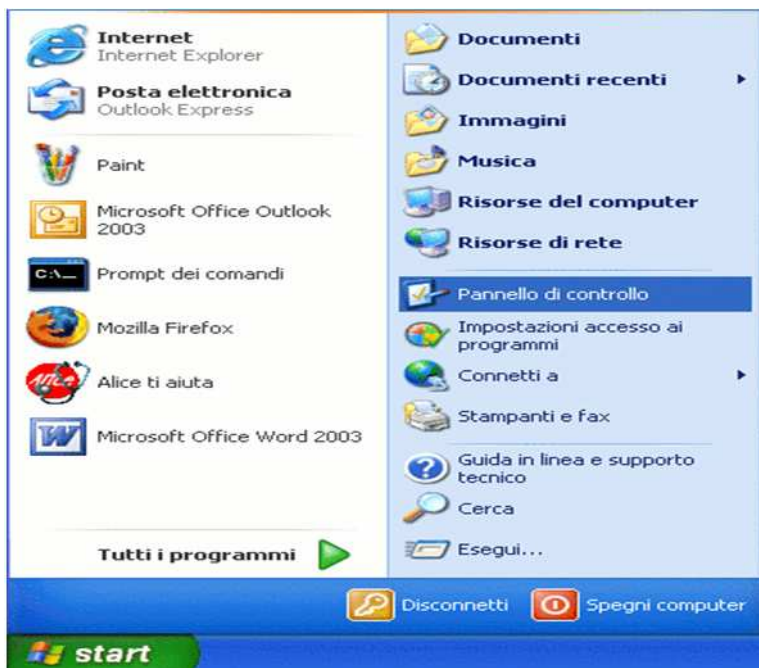 Internet
Internet Explorer
Posta elettronica
Outlook Express
Paint
Microsoft Office Outlook
2003
C:\_
Prompt dei comandi
Mozilla Firefox
Alice
Alice ti aiuta
W
Microsoft Office Word 2003
Tutti i programmi
Documenti
Documenti recenti
Immagini
Musica
Risorse del computer
Risorse di rete
Pannello di controllo
Impostazioni accesso ai
programmi
Connetti a
Stampanti e fax
?
Guida in linea e supporto
tecnico
Cerca
Esegui...
Disconnetti
Spegni computer
start